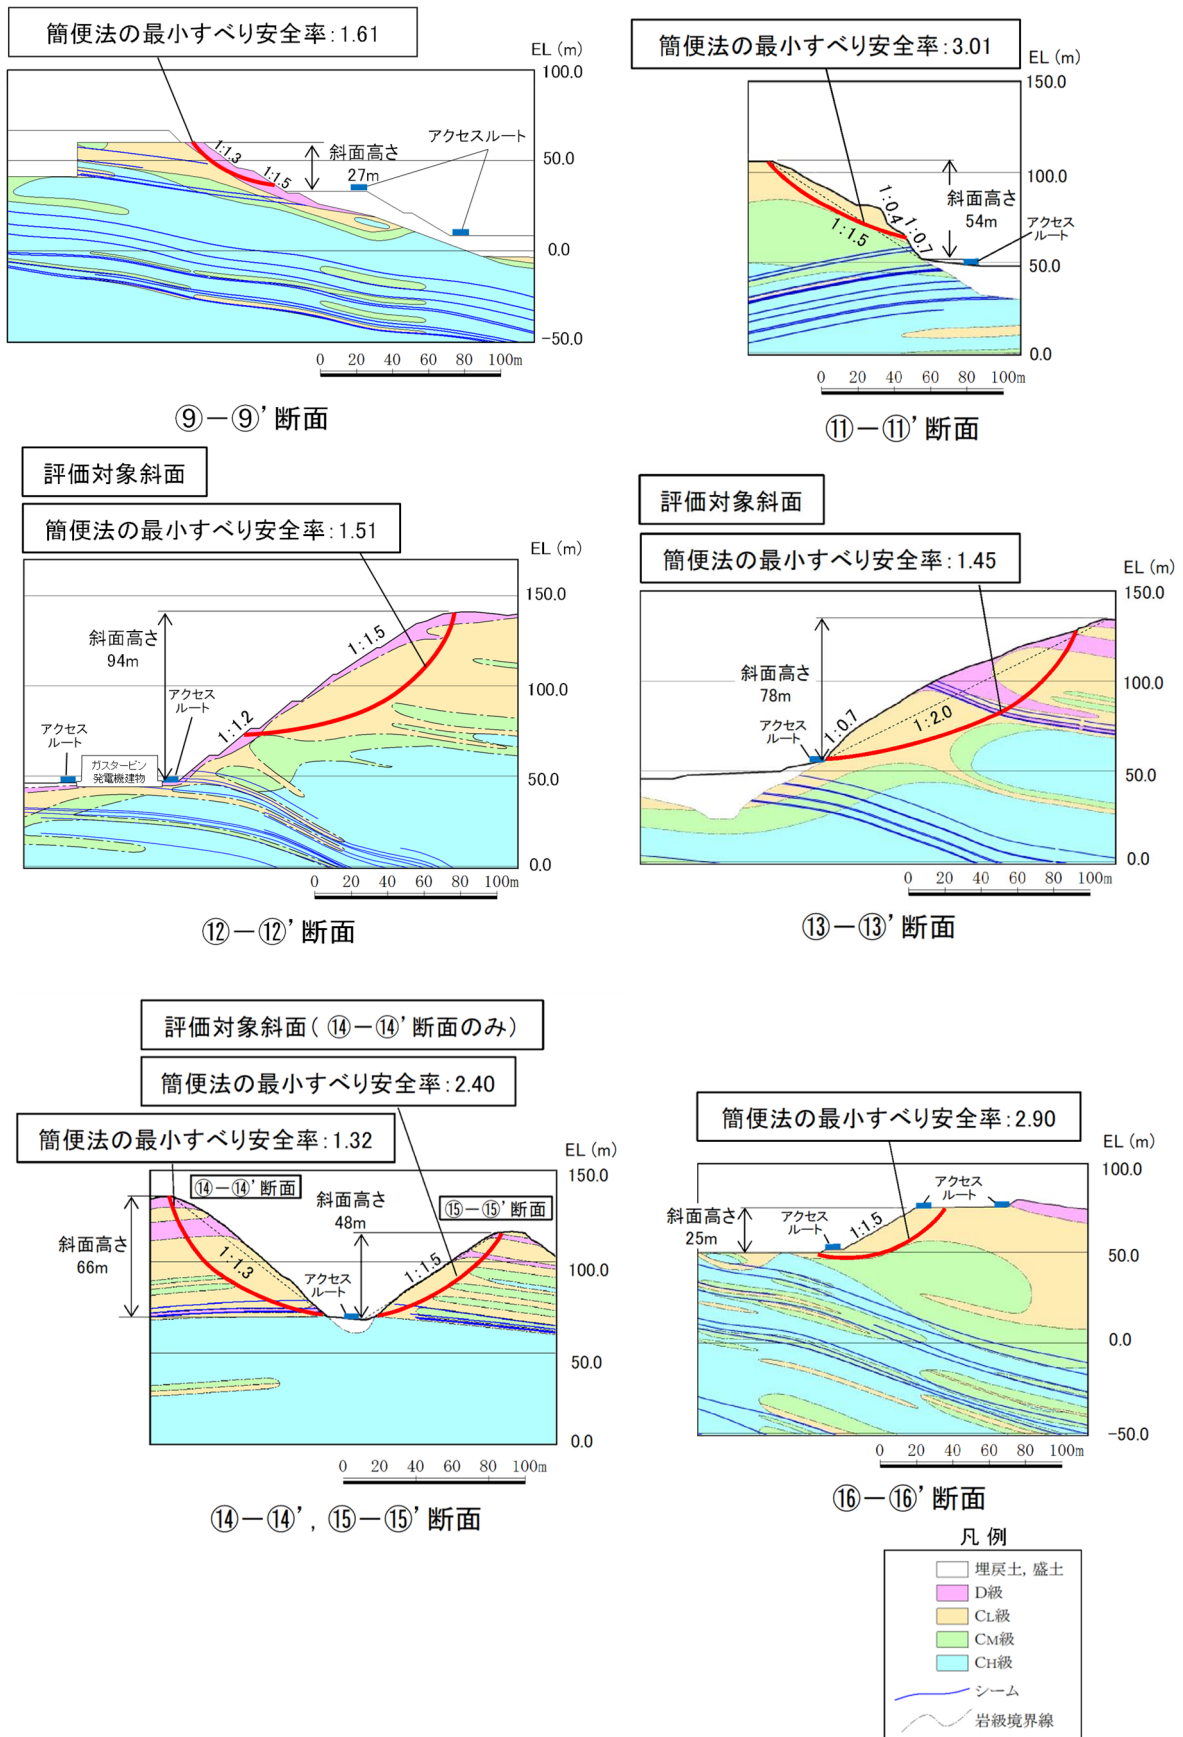 簡便法の最小すべり安全率:1.61
EL (m)
100.0
50.0
0.0
-50.0
1:1.3
1:1.5
斜面高さ
27m
アクセスルート
0 20 40 60 80 100m
⑨－⑨’断面
簡便法の最小すべり安全率:3.01
EL (m)
150.0
100.0
50.0
0.0
1:0.4
1:0.7
1:1.5
斜面高さ
54m
アクセス
ルート
0 20 40 60 80 100m
⑪－⑪’断面
評価対象斜面
簡便法の最小すべり安全率:1.51
EL (m)
150.0
100.0
50.0
0.0
斜面高さ
94m
1:1.5
1:1.2
アクセス
ルート
アクセス
ルート
ガスタービン
発電機建物
0 20 40 60 80 100m
⑫－⑫’断面
評価対象斜面
簡便法の最小すべり安全率:1.45
EL (m)
150.0
100.0
50.0
0.0
斜面高さ
78m
アクセス
ルート
1:0.7
1:2.0
0 20 40 60 80 100m
⑬－⑬’断面
評価対象斜面(⑭－⑭’断面のみ)
簡便法の最小すべり安全率:2.40
簡便法の最小すべり安全率:1.32
EL (m)
150.0
100.0
50.0
0.0
⑭－⑭’断面
斜面高さ
48m
⑮－⑮’断面
斜面高さ
66m
1:1.3
1:1.5
アクセス
ルート
0 20 40 60 80 100m
⑭－⑭’, ⑮－⑮’断面
簡便法の最小すべり安全率:2.90
EL (m)
100.0
50.0
0.0
-50.0
斜面高さ
25m
アクセス
ルート
アクセス
ルート
1:1.5
0 20 40 60 80 100m
⑯－⑯’断面
凡例
埋戻土, 盛土
D級
CL級
CM級
CH級
シーム
岩級境界線